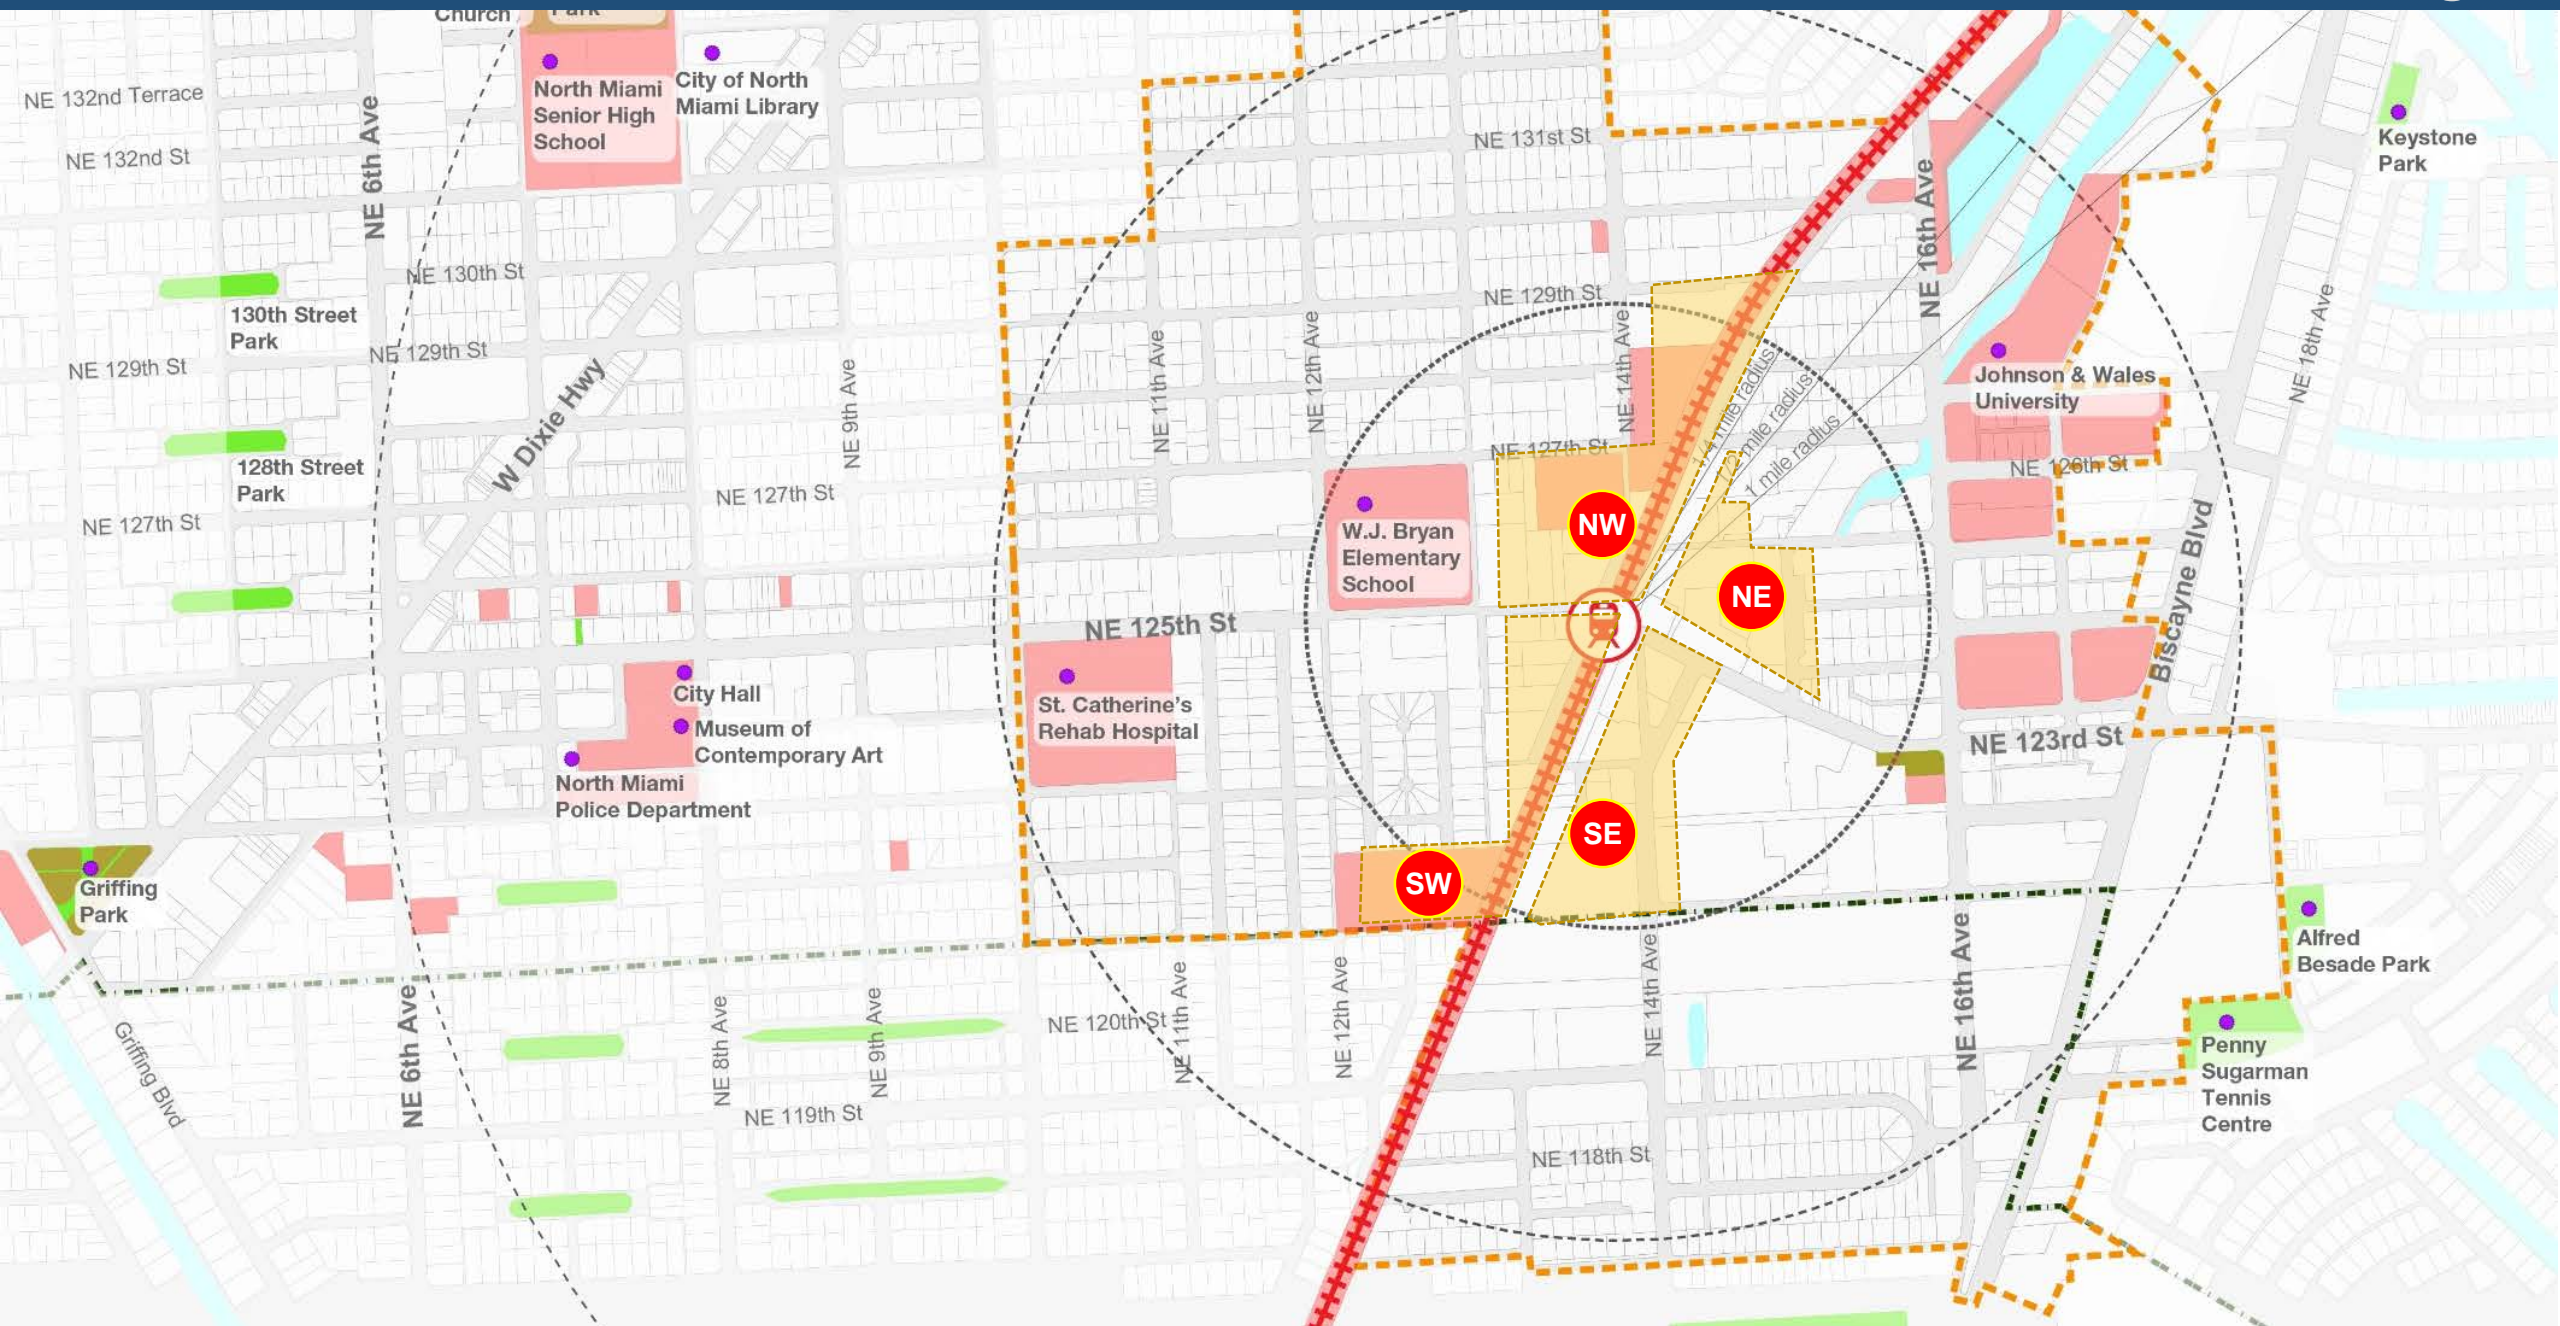 Church
Park
North Miami
Senior High
School
City of North
Miami Library
NE 132nd Terrace
NE 132nd St
NE 6th Ave
NE 131st St
Keystone
Park
NE 16th Ave
NE 130th St
130th Street
Park
NE 129th St
NE 129th St
NE 129th St
NE 18th Ave
W Dixie Hwy
NE 9th Ave
NE 11th Ave
NE 12th Ave
NE 14th Ave
1/4 mile radius
1/2 mile radius
1 mile radius
Johnson & Wales
University
128th Street
Park
NE 127th St
NE 127th St
NE 127th St
NE 126th St
W.J. Bryan
Elementary
School
NW
NE
Biscayne Blvd
NE 125th St
City Hall
Museum of
Contemporary Art
North Miami
Police Department
St. Catherine's
Rehab Hospital
NE 123rd St
SE
SW
Griffing
Park
Alfred
Besade Park
Griffing Blvd
NE 6th Ave
NE 8th Ave
NE 9th Ave
NE 120th St
NE 11th Ave
NE 12th Ave
NE 14th Ave
NE 16th Ave
Penny
Sugarman
Tennis
Centre
NE 119th St
NE 118th St